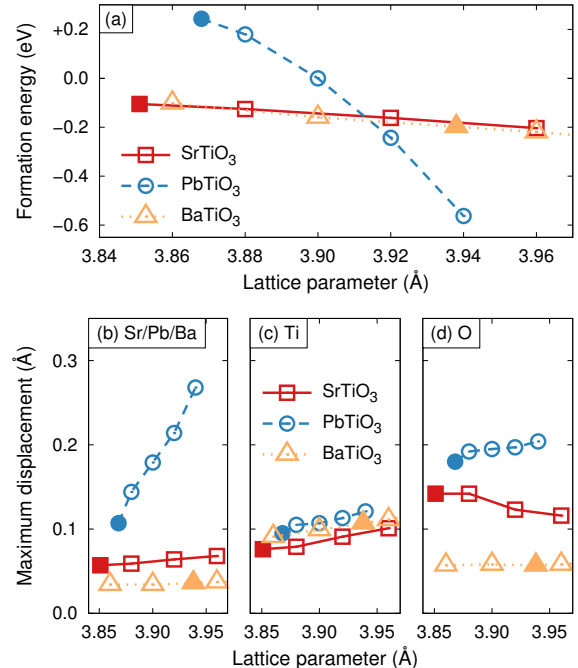 (a)
Formation energy (eV)
+0.2
0.0
−0.2
−0.4
−0.6
SrTiO₃
PbTiO₃
BaTiO₃
3.84 3.86 3.88 3.90 3.92 3.94 3.96
Lattice parameter (Å)
(b) Sr/Pb/Ba
(c) Ti
(d) O
Maximum displacement (Å)
0.3
0.2
0.1
0.0
SrTiO₃
PbTiO₃
BaTiO₃
3.85 3.90 3.95 3.85 3.90 3.95 3.85 3.90 3.95
Lattice parameter (Å)